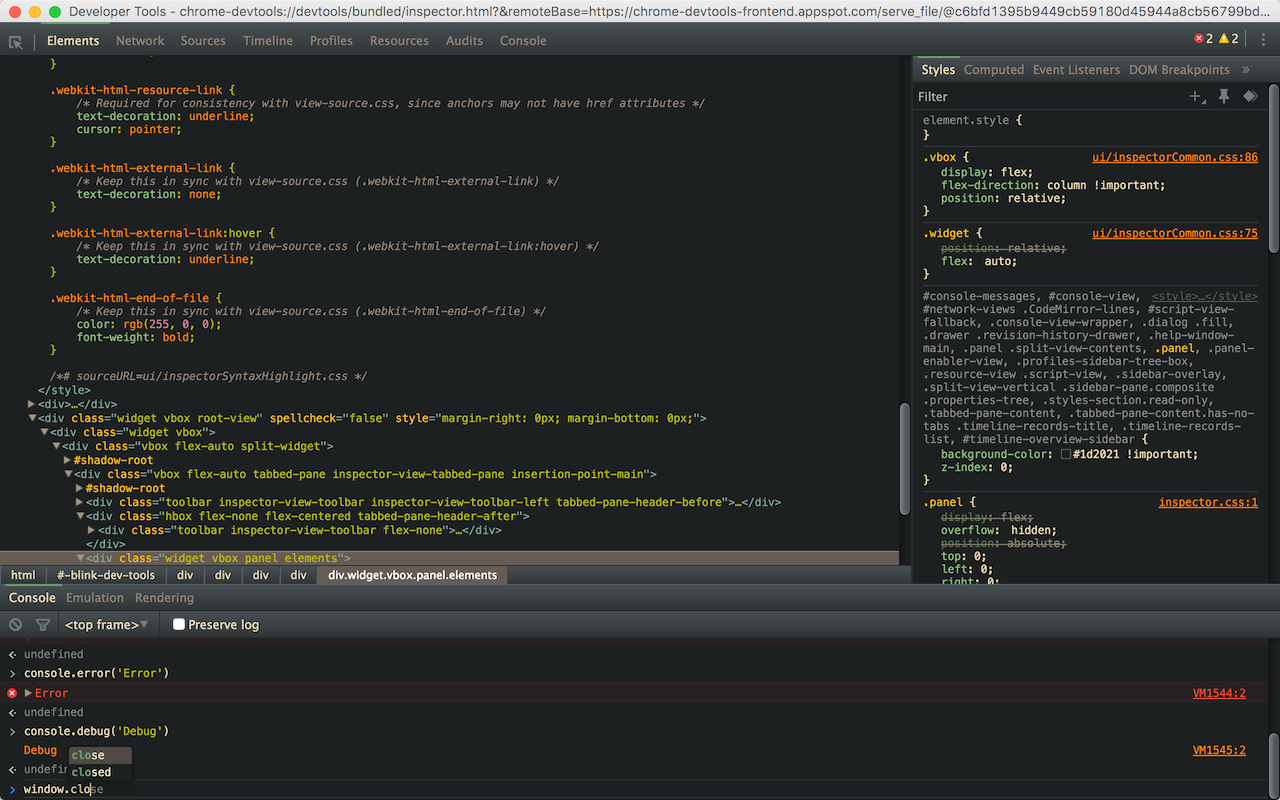 Developer Tools - chrome-devtools://devtools/bundled/inspector.html?&remoteBase=https://chrome-devtools-frontend.appspot.com/serve_file/@c6bfd1395b9449cb59180d45944a8cb56799bd...
Elements Network Sources Timeline Profiles Resources Audits Console
2 2
}
.webkit-html-resource-link {
/* Required for consistency with view-source.css, since anchors may not have href attributes */
text-decoration: underline;
cursor: pointer;
}
.webkit-html-external-link {
/* Keep this in sync with view-source.css (.webkit-html-external-link) */
text-decoration: none;
}
.webkit-html-external-link:hover {
/* Keep this in sync with view-source.css (.webkit-html-external-link:hover) */
text-decoration: underline;
}
.webkit-html-end-of-file {
/* Keep this in sync with view-source.css (.webkit-html-end-of-file) */
color: rgb(255, 0, 0);
font-weight: bold;
}
/*# sourceURL=ui/inspectorSyntaxHighlight.css */
</style>
▶<div>…</div>
▼<div class="widget vbox root-view" spellcheck="false" style="margin-right: 0px; margin-bottom: 0px;">
▼<div class="widget vbox">
▼<div class="vbox flex-auto split-widget">
▶#shadow-root
▼<div class="vbox flex-auto tabbed-pane inspector-view-tabbed-pane insertion-point-main">
▶#shadow-root
▶<div class="toolbar inspector-view-toolbar inspector-view-toolbar-left tabbed-pane-header-before">…</div>
▼<div class="hbox flex-none flex-centered tabbed-pane-header-after">
▶<div class="toolbar inspector-view-toolbar flex-none">…</div>
</div>
▼<div class="widget vbox panel elements">
html #-blink-dev-tools div div div div div.widget.vbox.panel.elements
Styles Computed Event Listeners DOM Breakpoints »
Filter
element.style {
}
.vbox { ui/inspectorCommon.css:86
display: flex;
flex-direction: column !important;
position: relative;
}
.widget { ui/inspectorCommon.css:75
position: relative;
flex: auto;
}
#console-messages, #console-view, <style>…</style>
#network-views .CodeMirror-lines, #script-view-
fallback, .console-view-wrapper, .dialog .fill,
.drawer .revision-history-drawer, .help-window-
main, .panel .split-view-contents, .panel, .panel-
enabler-view, .profiles-sidebar-tree-box,
.resource-view .script-view, .sidebar-overlay,
.split-view-vertical .sidebar-pane.composite
.properties-tree, .styles-section.read-only,
.tabbed-pane-content, .tabbed-pane-content.has-no-
tabs .timeline-records-title, .timeline-records-
list, #timeline-overview-sidebar {
background-color: #1d2021 !important;
z-index: 0;
}
.panel { inspector.css:1
display: flex;
overflow: hidden;
position: absolute;
top: 0;
left: 0;
right: 0;
Console Emulation Rendering
<top frame>▼ Preserve log
undefined
> console.error('Error')
▶Error VM1544:2
undefined
> console.debug('Debug')
Debug VM1545:2
undefin
close
closed
> window.close